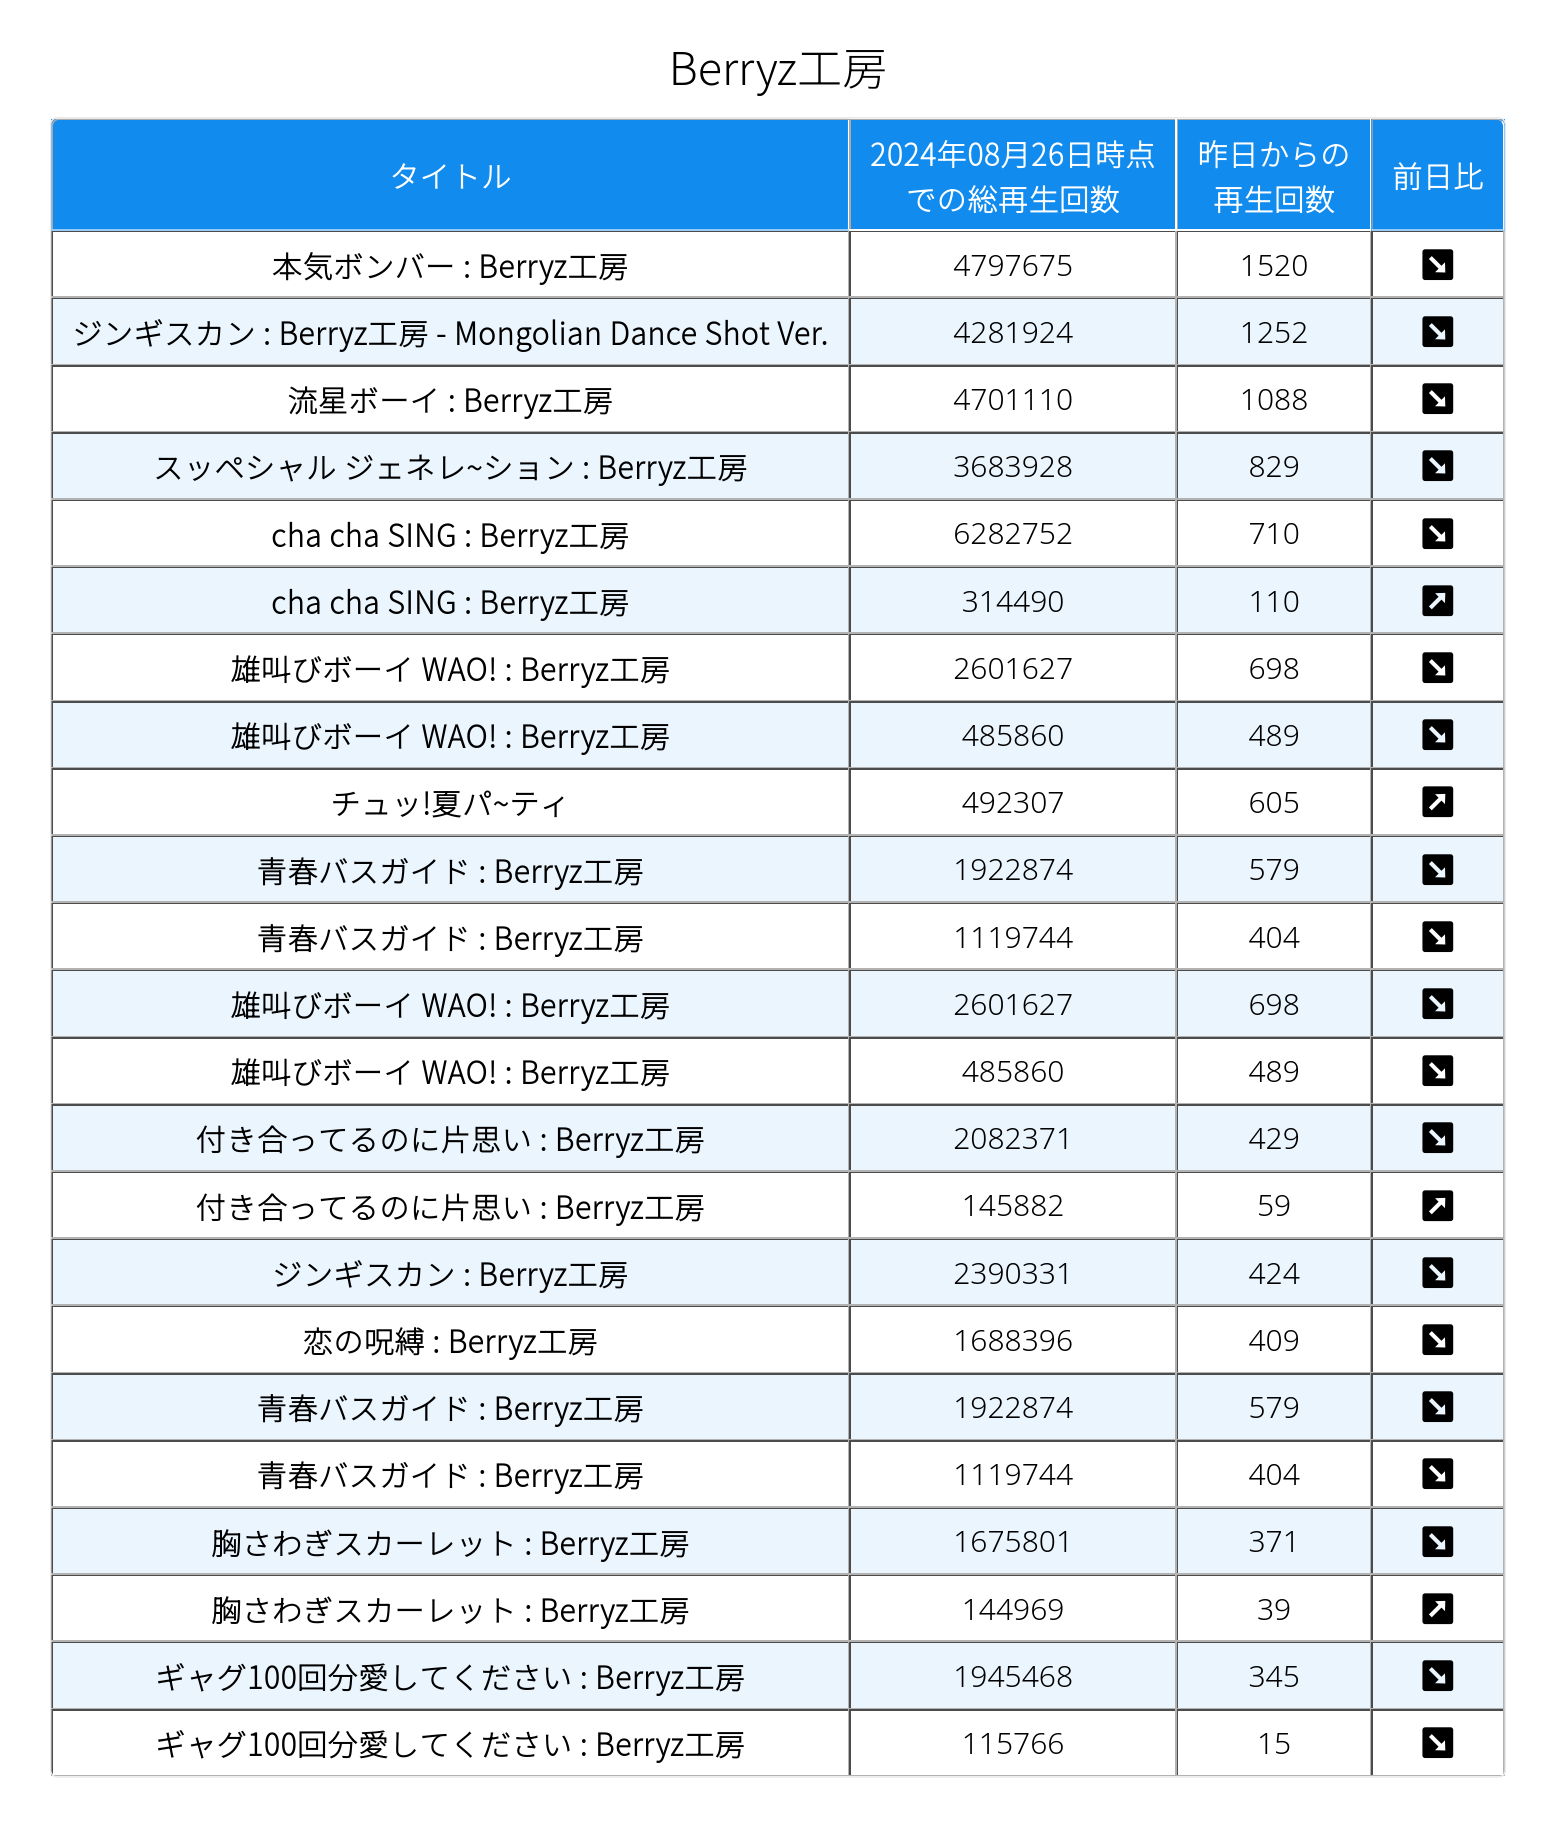 Berryz工房
タイトル 2024年08月26日時点での総再生回数 昨日からの再生回数 前日比
本気ボンバー : Berryz工房 4797675 1520 ↘
ジンギスカン : Berryz工房 - Mongolian Dance Shot Ver. 4281924 1252 ↘
流星ボーイ : Berryz工房 4701110 1088 ↘
スッペシャル ジェネレ~ション : Berryz工房 3683928 829 ↘
cha cha SING : Berryz工房 6282752 710 ↘
cha cha SING : Berryz工房 314490 110 ↗
雄叫びボーイ WAO! : Berryz工房 2601627 698 ↘
雄叫びボーイ WAO! : Berryz工房 485860 489 ↘
チュッ!夏パ~ティ 492307 605 ↗
青春バスガイド : Berryz工房 1922874 579 ↘
青春バスガイド : Berryz工房 1119744 404 ↘
雄叫びボーイ WAO! : Berryz工房 2601627 698 ↘
雄叫びボーイ WAO! : Berryz工房 485860 489 ↘
付き合ってるのに片思い : Berryz工房 2082371 429 ↘
付き合ってるのに片思い : Berryz工房 145882 59 ↗
ジンギスカン : Berryz工房 2390331 424 ↘
恋の呪縛 : Berryz工房 1688396 409 ↘
青春バスガイド : Berryz工房 1922874 579 ↘
青春バスガイド : Berryz工房 1119744 404 ↘
胸さわぎスカーレット : Berryz工房 1675801 371 ↘
胸さわぎスカーレット : Berryz工房 144969 39 ↗
ギャグ100回分愛してください : Berryz工房 1945468 345 ↘
ギャグ100回分愛してください : Berryz工房 115766 15 ↘